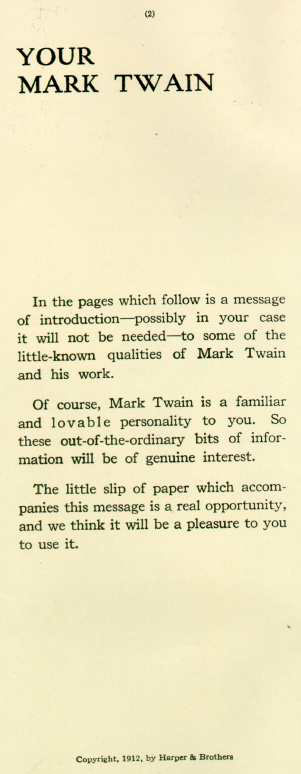 (2)
YOUR
MARK TWAIN
In the pages which follow is a message
of introduction—possibly in your case
it will not be needed—to some of the
little-known qualities of Mark Twain
and his work.
Of course, Mark Twain is a familiar
and lovable personality to you. So
these out-of-the-ordinary bits of infor-
mation will be of genuine interest.
The little slip of paper which accom-
panies this message is a real opportunity,
and we think it will be a pleasure to you
to use it.
Copyright, 1912, by Harper & Brothers